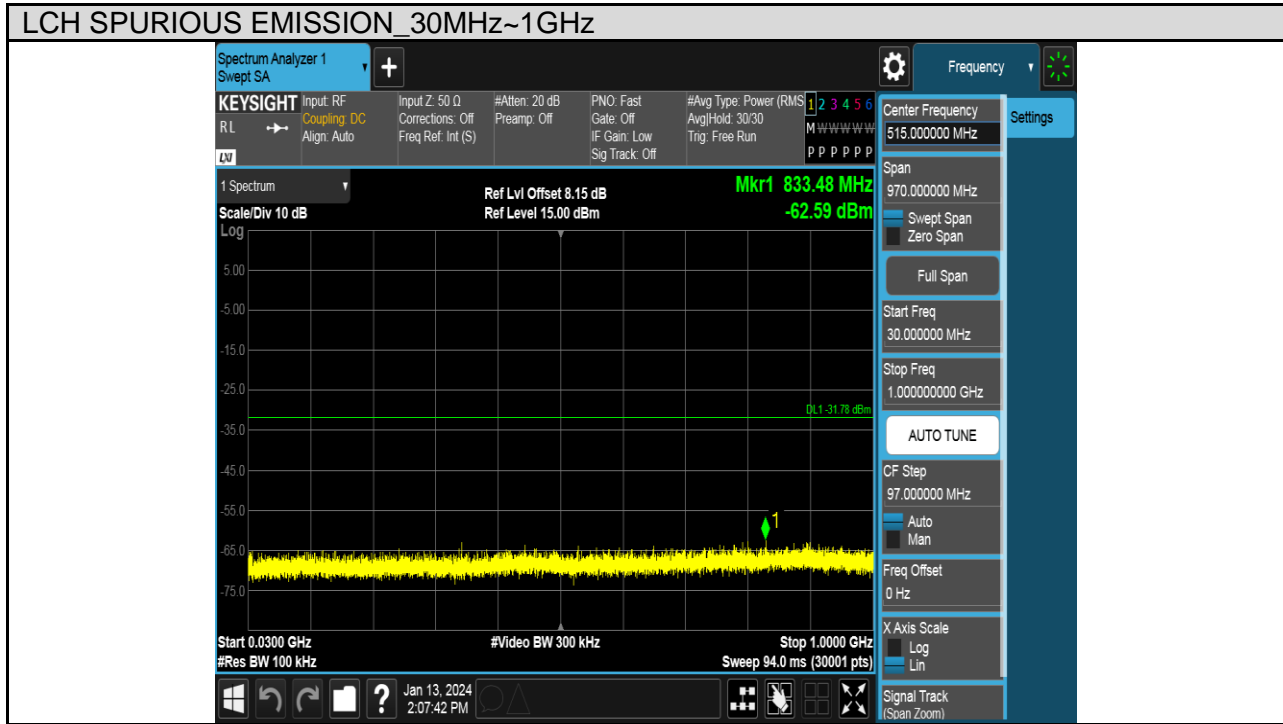 LCH SPURIOUS EMISSION_30MHz~1GHz
Spectrum Analyzer 1
Swept SA
+
Frequency
KEYSIGHT
RL
LXI
Input: RF
Coupling: DC
Align: Auto
Input Z: 50 Ω
Corrections: Off
Freq Ref: Int (S)
#Atten: 20 dB
Preamp: Off
PNO: Fast
Gate: Off
IF Gain: Low
Sig Track: Off
#Avg Type: Power (RMS
Avg|Hold: 30/30
Trig: Free Run
1 2 3 4 5 6
M W W W W W
P P P P P P
1 Spectrum
Scale/Div 10 dB
Log
Ref Lvl Offset 8.15 dB
Ref Level 15.00 dBm
Mkr1 833.48 MHz
-62.59 dBm
5.00
-5.00
-15.0
-25.0
DL1 -31.78 dBm
-35.0
-45.0
-55.0
1
-65.0
-75.0
Start 0.0300 GHz
#Res BW 100 kHz
#Video BW 300 kHz
Stop 1.0000 GHz
Sweep 94.0 ms (30001 pts)
?
Jan 13, 2024
2:07:42 PM
Center Frequency
515.000000 MHz
Settings
Span
970.000000 MHz
Swept Span
Zero Span
Full Span
Start Freq
30.000000 MHz
Stop Freq
1.000000000 GHz
AUTO TUNE
CF Step
97.000000 MHz
Auto
Man
Freq Offset
0 Hz
X Axis Scale
Log
Lin
Signal Track
(Span Zoom)